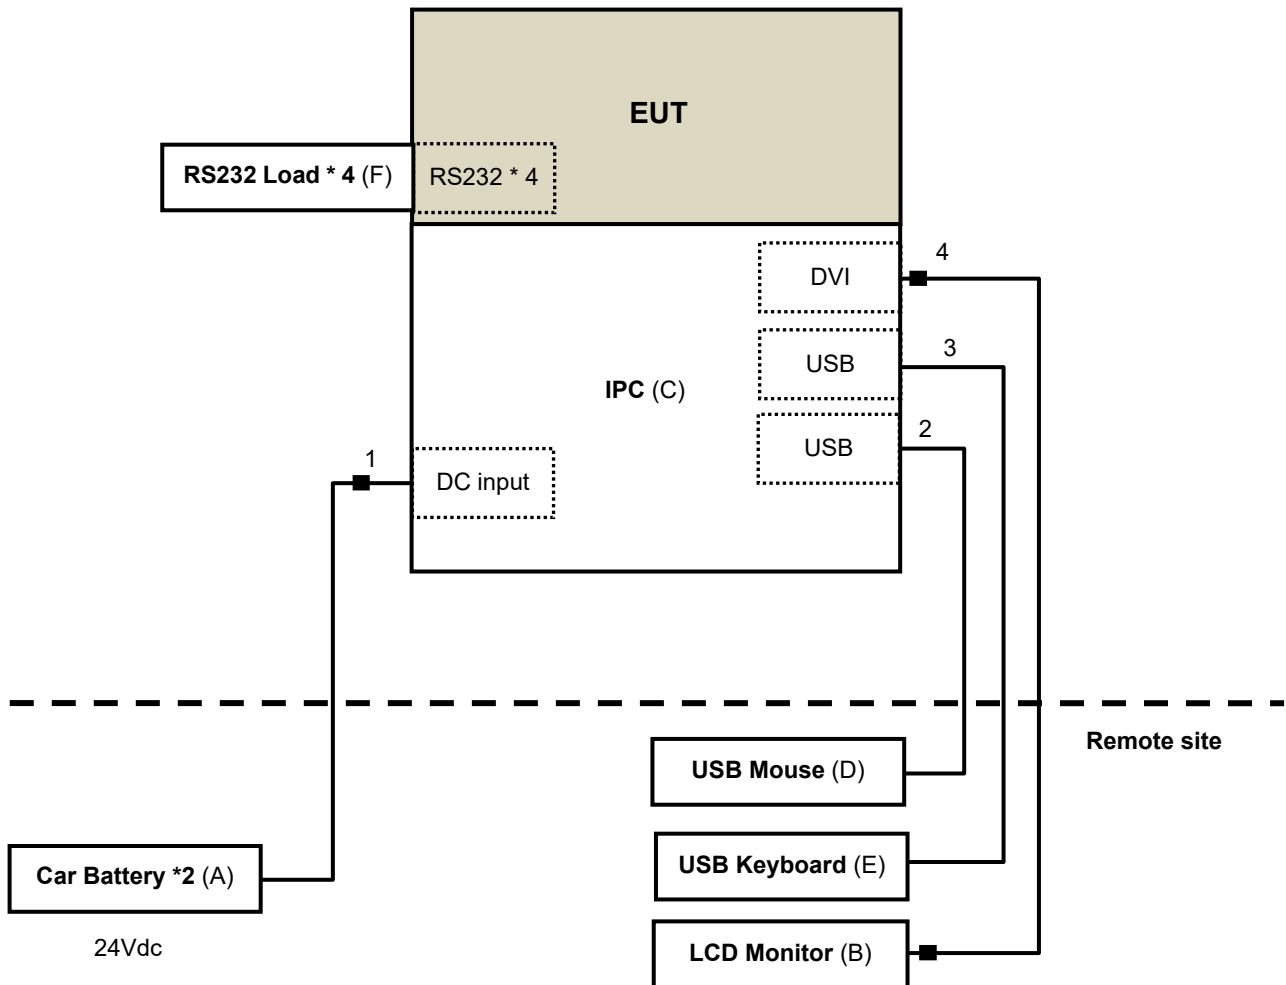 EUT
RS232 Load * 4 (F)
RS232 * 4
4
DVI
3
USB
IPC (C)
2
USB
1
DC input
Remote site
USB Mouse (D)
USB Keyboard (E)
Car Battery *2 (A)
24Vdc
LCD Monitor (B)